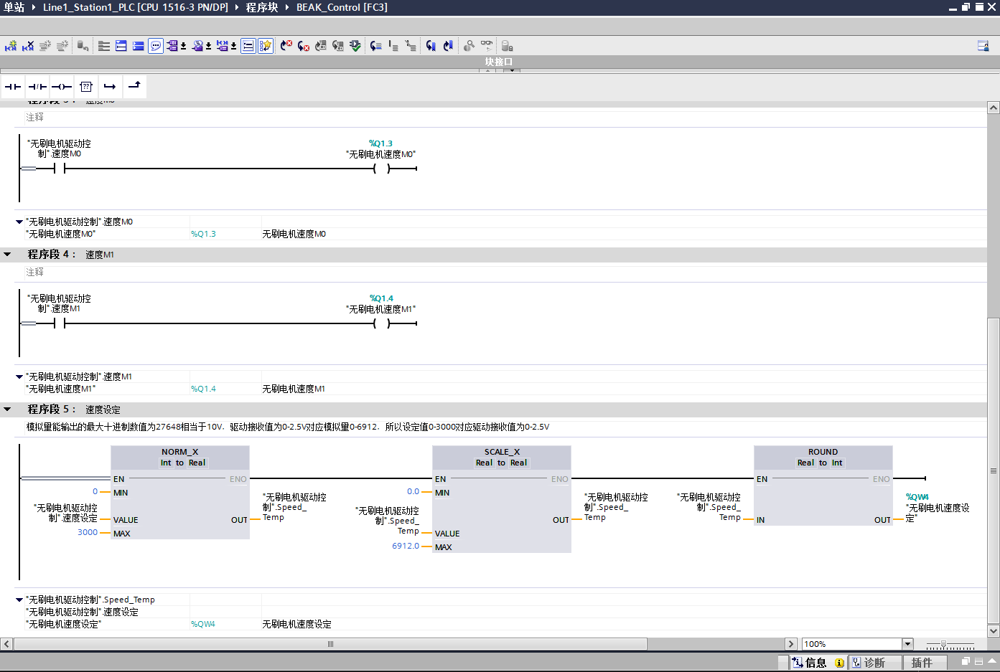 单站 Line1_Station1_PLC [CPU 1516-3 PN/DP] 程序块 BEAK_Control [FC3]
块接口
??
注释
"无刷电机驱动控
制".速度M0
%Q1.3
"无刷电机速度M0"
"无刷电机驱动控制".速度M0
"无刷电机速度M0" %Q1.3 无刷电机速度M0
程序段 4： 速度M1
注释
"无刷电机驱动控
制".速度M1
%Q1.4
"无刷电机速度M1"
"无刷电机驱动控制".速度M1
"无刷电机速度M1" %Q1.4 无刷电机速度M1
程序段 5： 速度设定
模拟量能输出的最大十进制数值为27648相当于10V，驱动接收值为0-2.5V对应模拟量0-6912，所以设定值0-3000对应驱动接收值为0-2.5V
NORM_X
Int to Real
EN ENO
0 MIN
"无刷电机驱动控
制".速度设定 VALUE
3000 MAX
OUT
"无刷电机驱动控
制".Speed_
Temp
SCALE_X
Real to Real
EN ENO
0.0 MIN
"无刷电机驱动控
制".Speed_
Temp VALUE
6912.0 MAX
OUT
"无刷电机驱动控
制".Speed_
Temp
ROUND
Real to Int
EN ENO
"无刷电机驱动控
制".Speed_
Temp IN
OUT
%QW4
"无刷电机速度设
定"
"无刷电机驱动控制".Speed_Temp
"无刷电机驱动控制".速度设定
"无刷电机速度设定" %QW4 无刷电机速度设定
100%
信息 诊断 插件